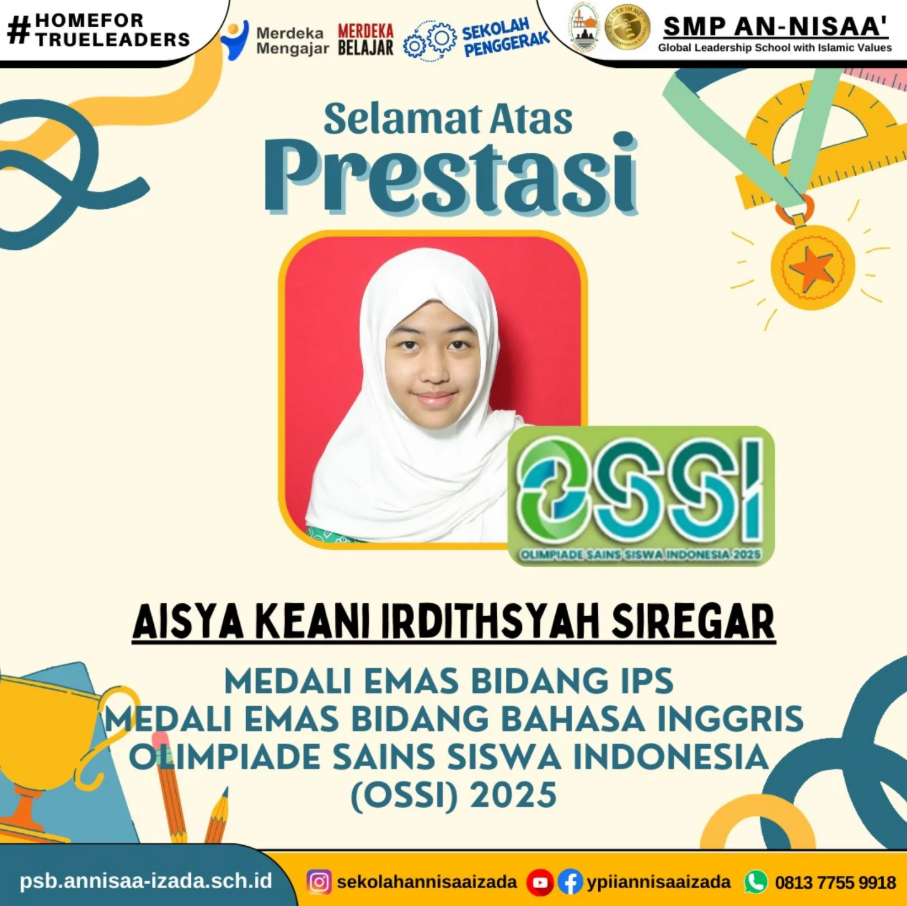 #HOMEFOR
TRUELEADERS
Merdeka
Mengajar
MERDEKA
BELAJAR
SEKOLAH
PENGGERAK
SMP AN-NISAA'
Global Leadership School with Islamic Values
Selamat Atas
Prestasi
OSSI
OLIMPIADE SAINS SISWA INDONESIA 2025
AISYA KEANI IRDITHSYAH SIREGAR
MEDALI EMAS BIDANG IPS
MEDALI EMAS BIDANG BAHASA INGGRIS
OLIMPIADE SAINS SISWA INDONESIA
(OSSI) 2025
psb.annisaa-izada.sch.id
sekolahannisaaizada
ypiiannisaaizada
0813 7755 9918